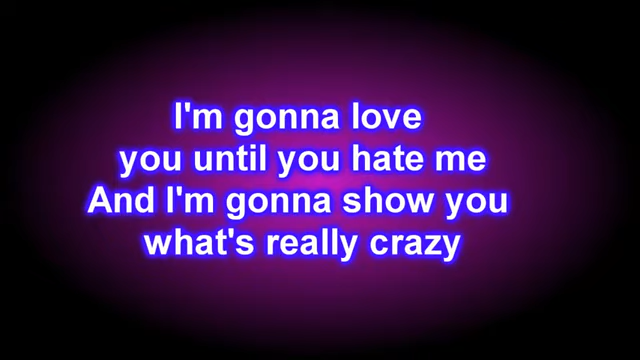 I'm gonna love
you until you hate me
And I'm gonna show you
what's really crazy